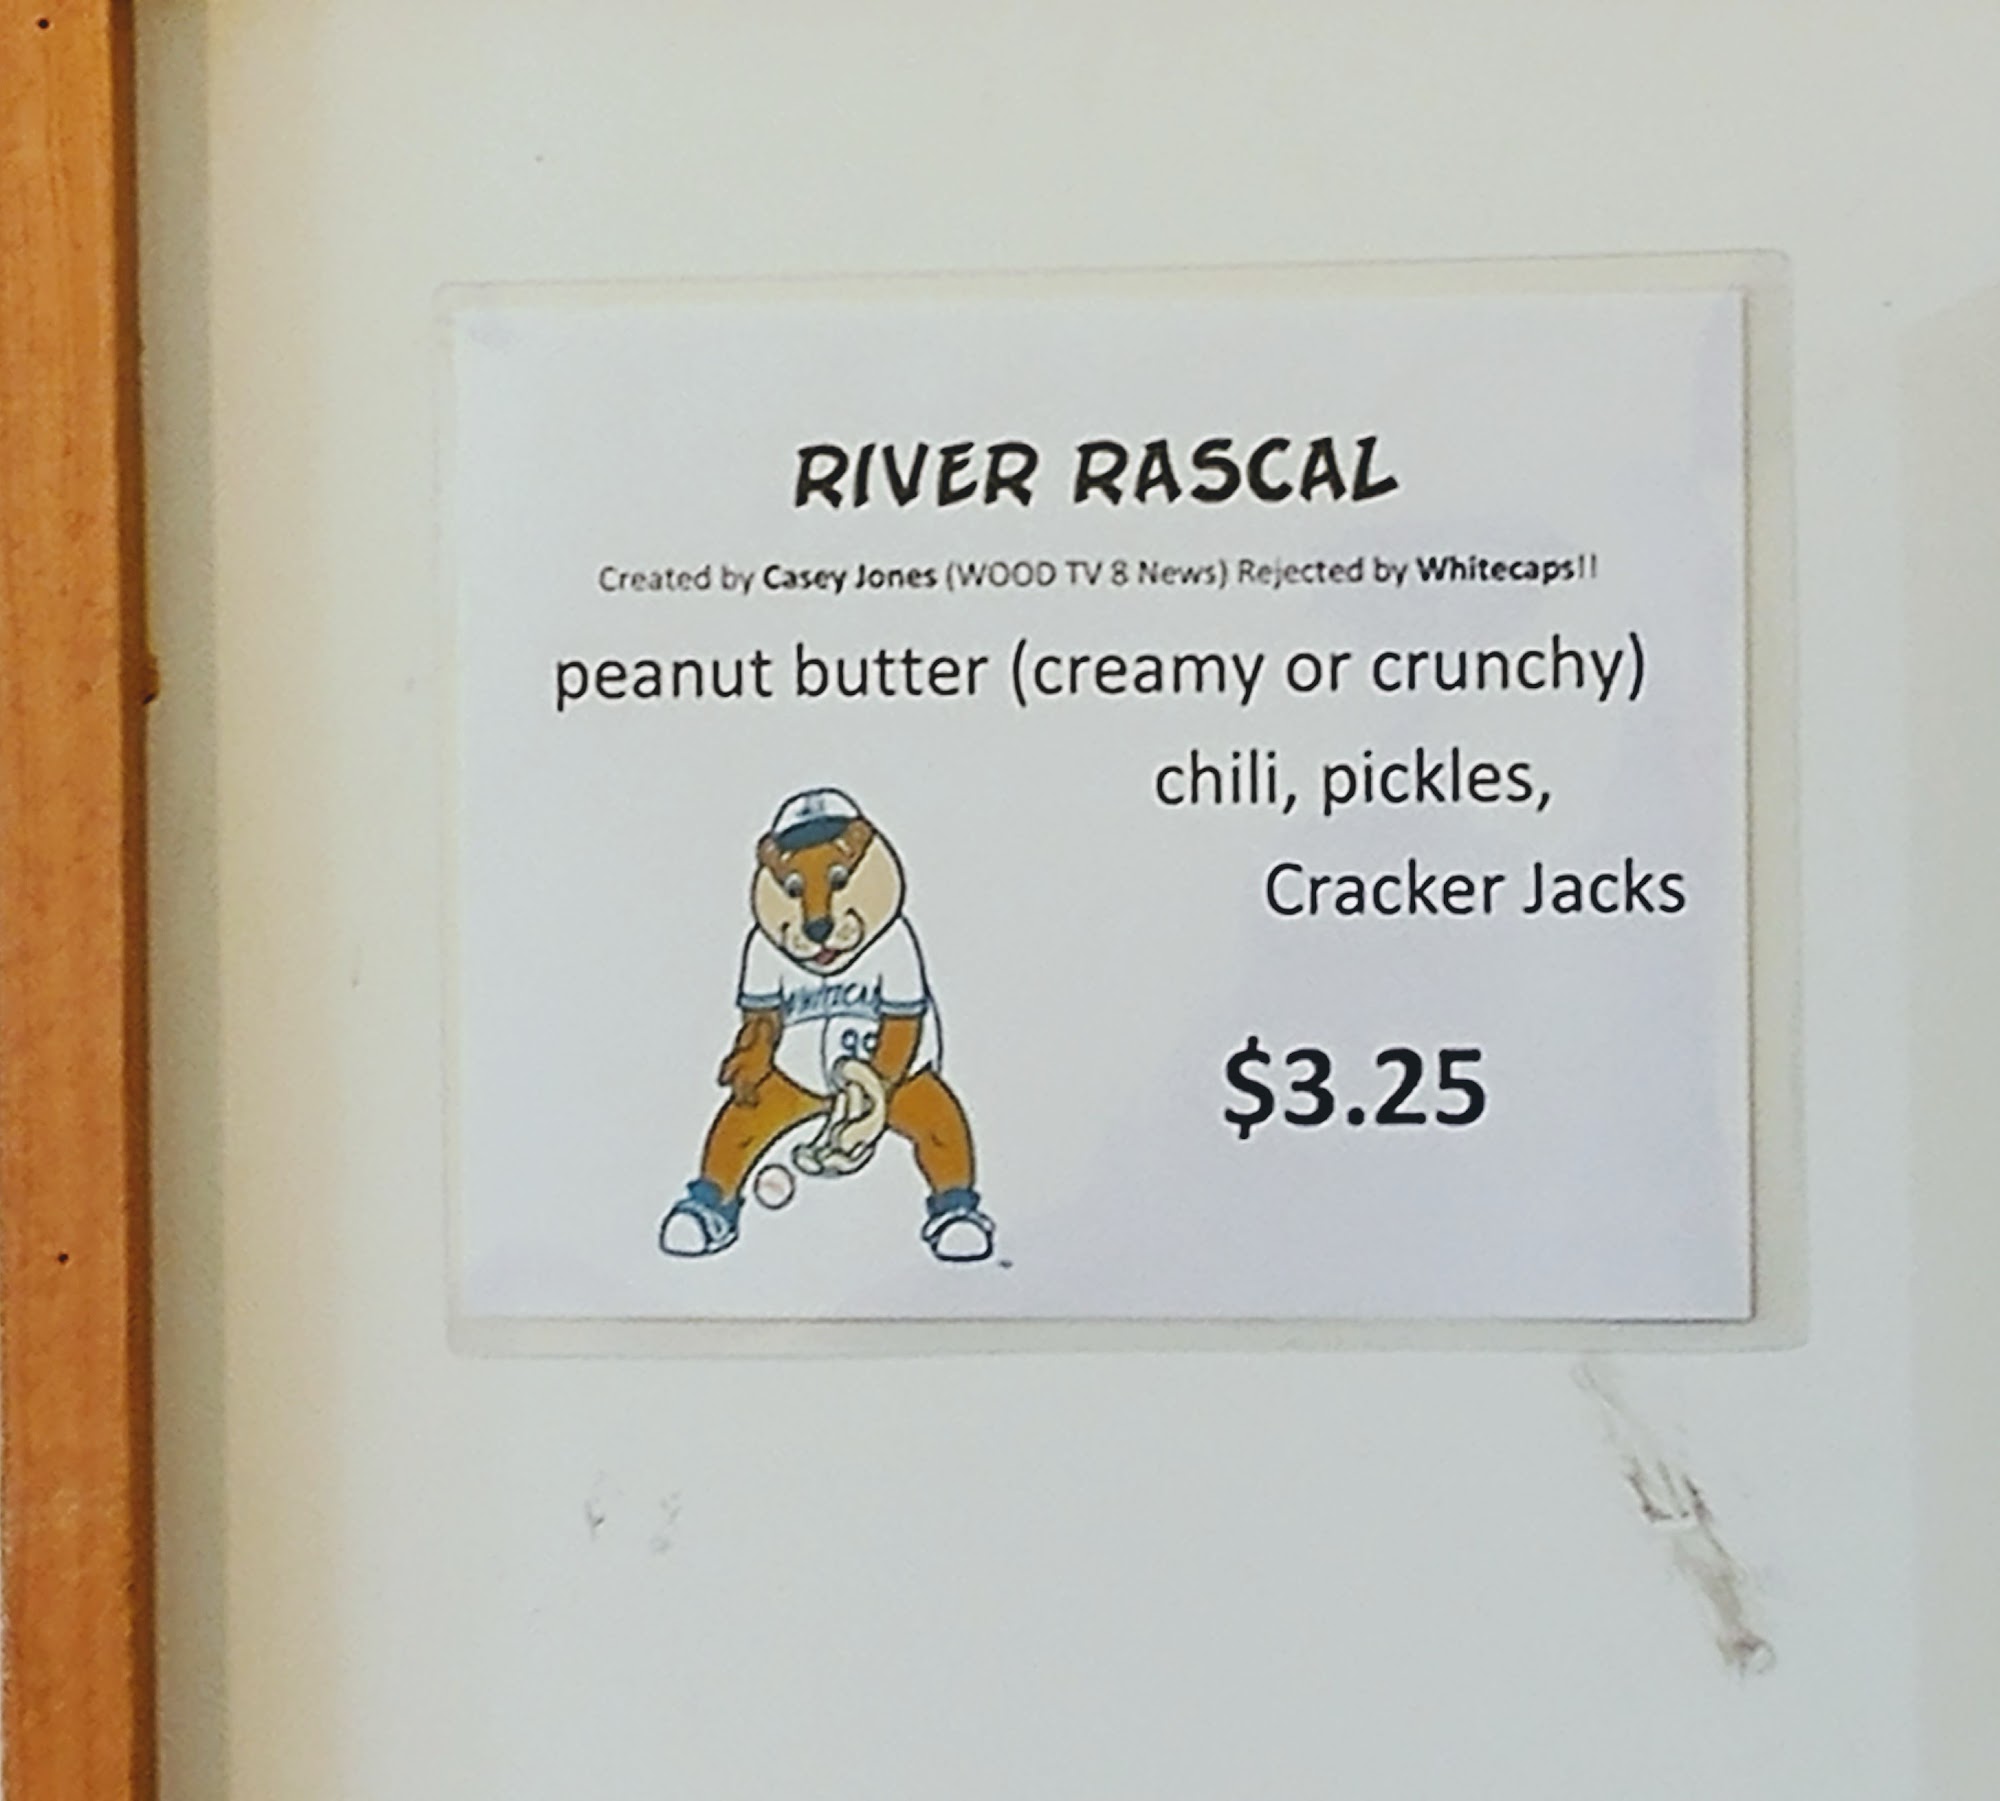 RIVER RASCAL
Created by Casey Jones (WOOD TV 8 News) Rejected by Whitecaps!!
peanut butter (creamy or crunchy)
chili, pickles,
Cracker Jacks
99
$3.25